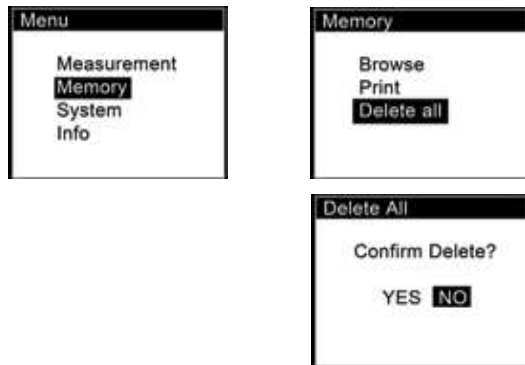 Menu
Measurement
Memory
System
Info
Memory
Browse
Print
Delete all
Delete All
Confirm Delete?
YES NO